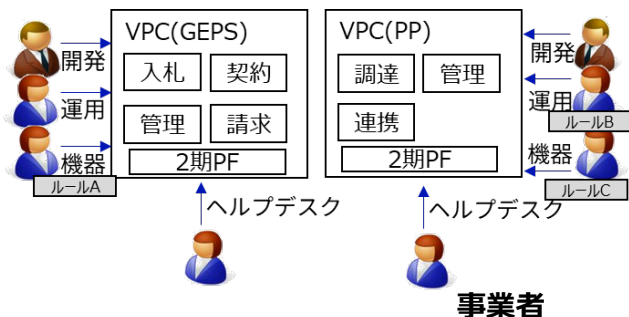 VPC(GEPS)
入札
契約
管理
請求
2期PF
開発
運用
機器
ルールA
ヘルプデスク
VPC(PP)
調達
管理
連携
2期PF
開発
運用
ルールB
機器
ルールC
ヘルプデスク
事業者